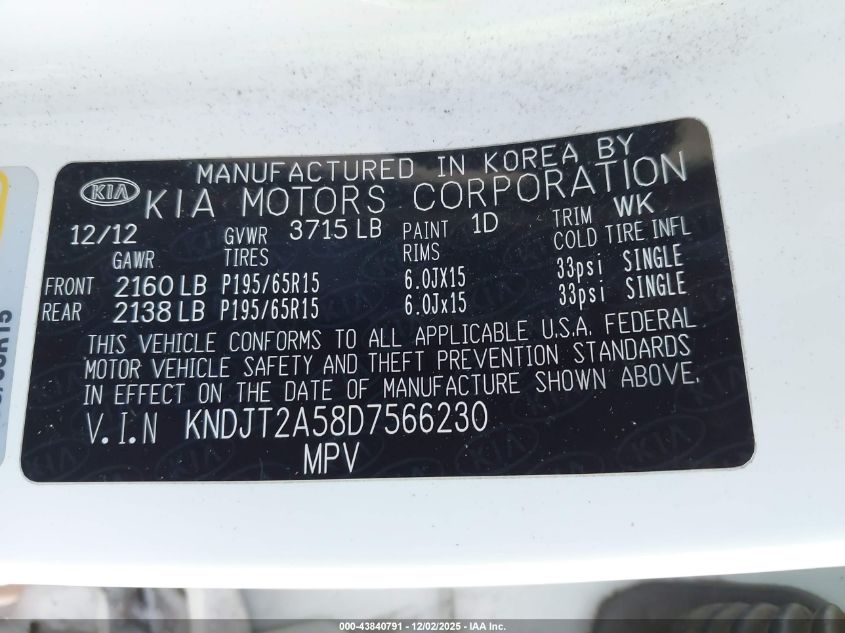 MANUFACTURED IN KOREA BY
KIA KIA MOTORS CORPORATION
12/12 GVWR 3715 LB PAINT 1D TRIM WK
GAWR TIRES RIMS COLD TIRE INFL
FRONT 2160 LB P195/65R15 6.0JX15 33psi SINGLE
REAR 2138 LB P195/65R15 6.0Jx15 33psi SINGLE
THIS VEHICLE CONFORMS TO ALL APPLICABLE U.S.A. FEDERAL
MOTOR VEHICLE SAFETY AND THEFT PREVENTION STANDARDS
IN EFFECT ON THE DATE OF MANUFACTURE SHOWN ABOVE.
V.I.N KNDJT2A58D7566230
MPV
000-43840791 - 12/02/2025 - IAA Inc.